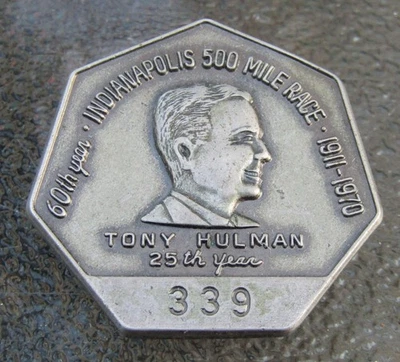 60th year · INDIANAPOLIS 500 MILE RACE · 1911-1970
TONY HULMAN
25th Year
339